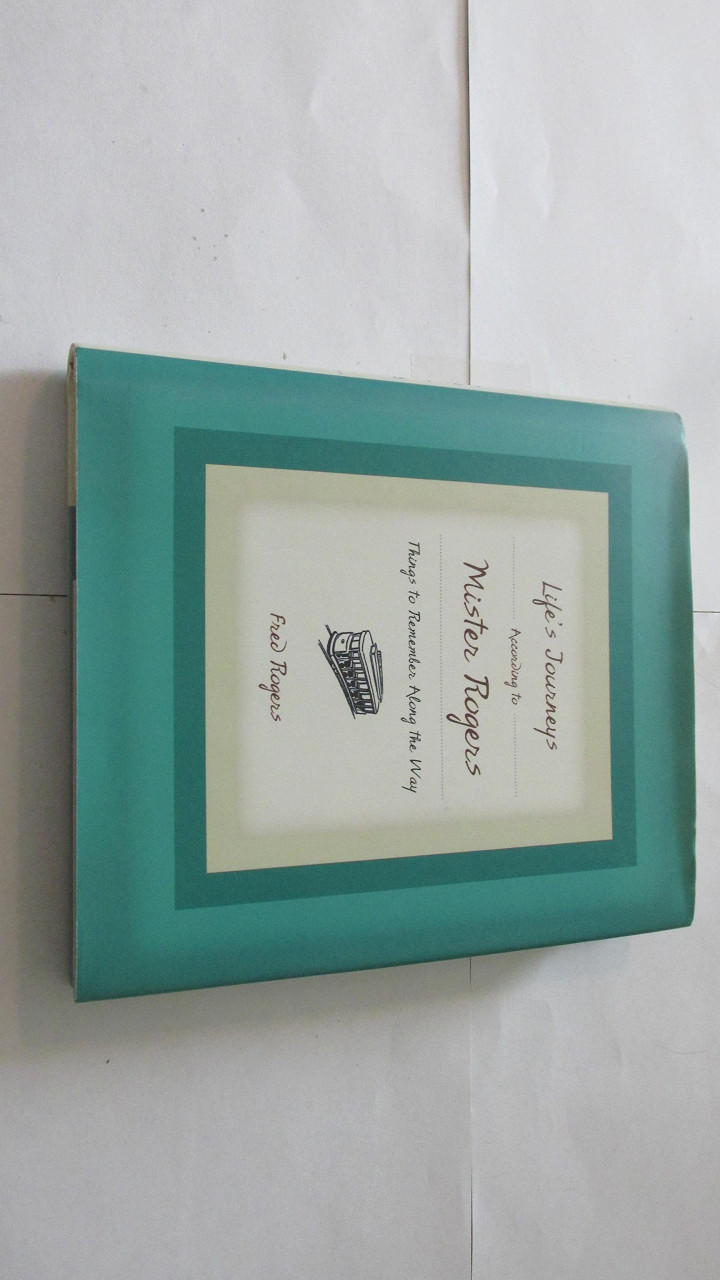 Life's Journeys
According to
Mister Rogers
Things to Remember Along the Way
Fred Rogers